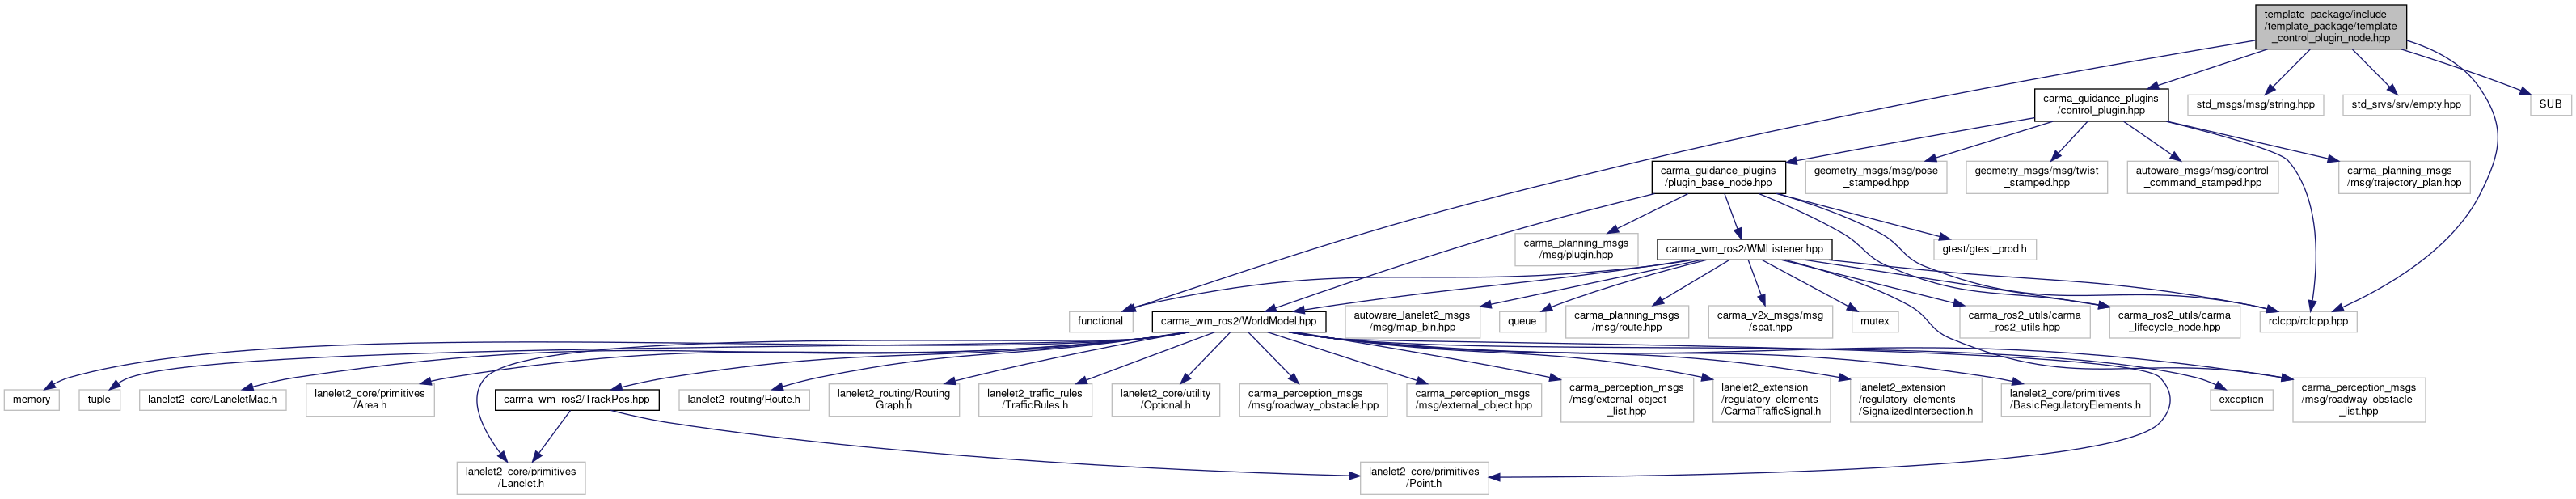 template_package/include
/template_package/template
_control_plugin_node.hpp
carma_guidance_plugins
/control_plugin.hpp
std_msgs/msg/string.hpp
std_srvs/srv/empty.hpp
SUB
carma_guidance_plugins
/plugin_base_node.hpp
geometry_msgs/msg/pose
_stamped.hpp
geometry_msgs/msg/twist
_stamped.hpp
autoware_msgs/msg/control
_command_stamped.hpp
carma_planning_msgs
/msg/trajectory_plan.hpp
carma_planning_msgs
/msg/plugin.hpp
carma_wm_ros2/WMListener.hpp
gtest/gtest_prod.h
functional
carma_wm_ros2/WorldModel.hpp
autoware_lanelet2_msgs
/msg/map_bin.hpp
queue
carma_planning_msgs
/msg/route.hpp
carma_v2x_msgs/msg
/spat.hpp
mutex
carma_ros2_utils/carma
_ros2_utils.hpp
carma_ros2_utils/carma
_lifecycle_node.hpp
rclcpp/rclcpp.hpp
memory
tuple
lanelet2_core/LaneletMap.h
lanelet2_core/primitives
/Area.h
carma_wm_ros2/TrackPos.hpp
lanelet2_routing/Route.h
lanelet2_routing/Routing
Graph.h
lanelet2_traffic_rules
/TrafficRules.h
lanelet2_core/utility
/Optional.h
carma_perception_msgs
/msg/roadway_obstacle.hpp
carma_perception_msgs
/msg/external_object.hpp
carma_perception_msgs
/msg/external_object
_list.hpp
lanelet2_extension
/regulatory_elements
/CarmaTrafficSignal.h
lanelet2_extension
/regulatory_elements
/SignalizedIntersection.h
lanelet2_core/primitives
/BasicRegulatoryElements.h
exception
carma_perception_msgs
/msg/roadway_obstacle
_list.hpp
lanelet2_core/primitives
/Lanelet.h
lanelet2_core/primitives
/Point.h